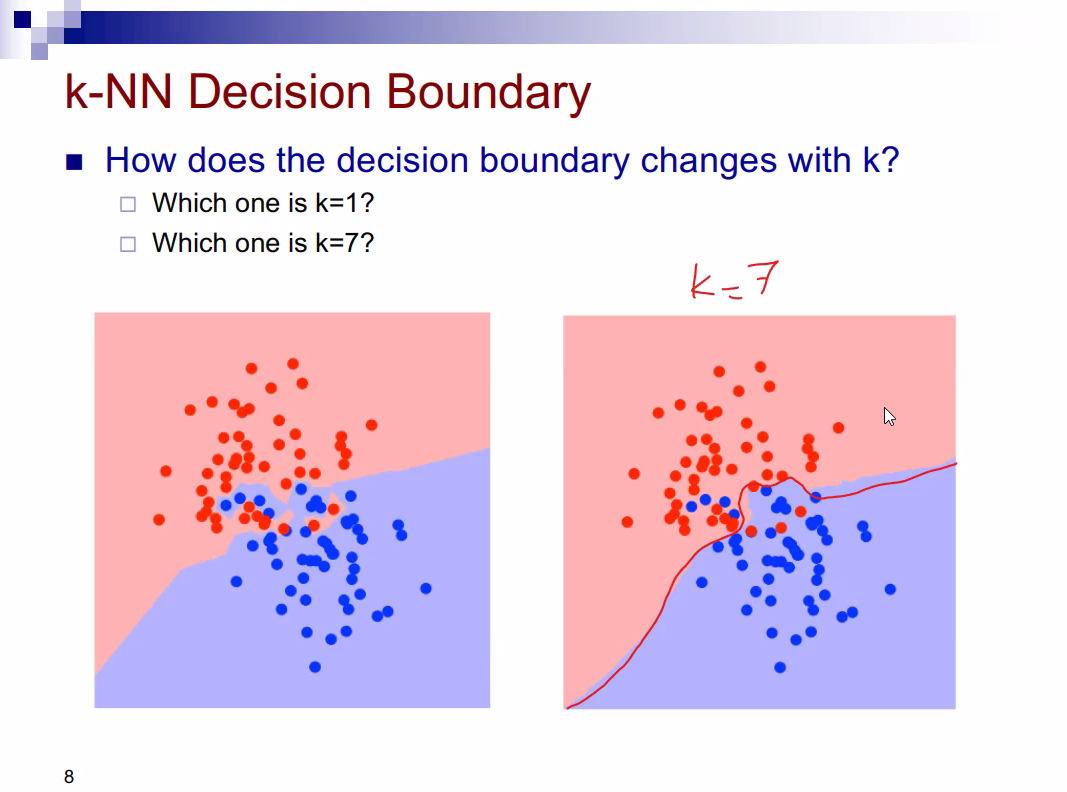 k-NN Decision Boundary
How does the decision boundary changes with k?
Which one is k=1?
Which one is k=7?
k=7
8